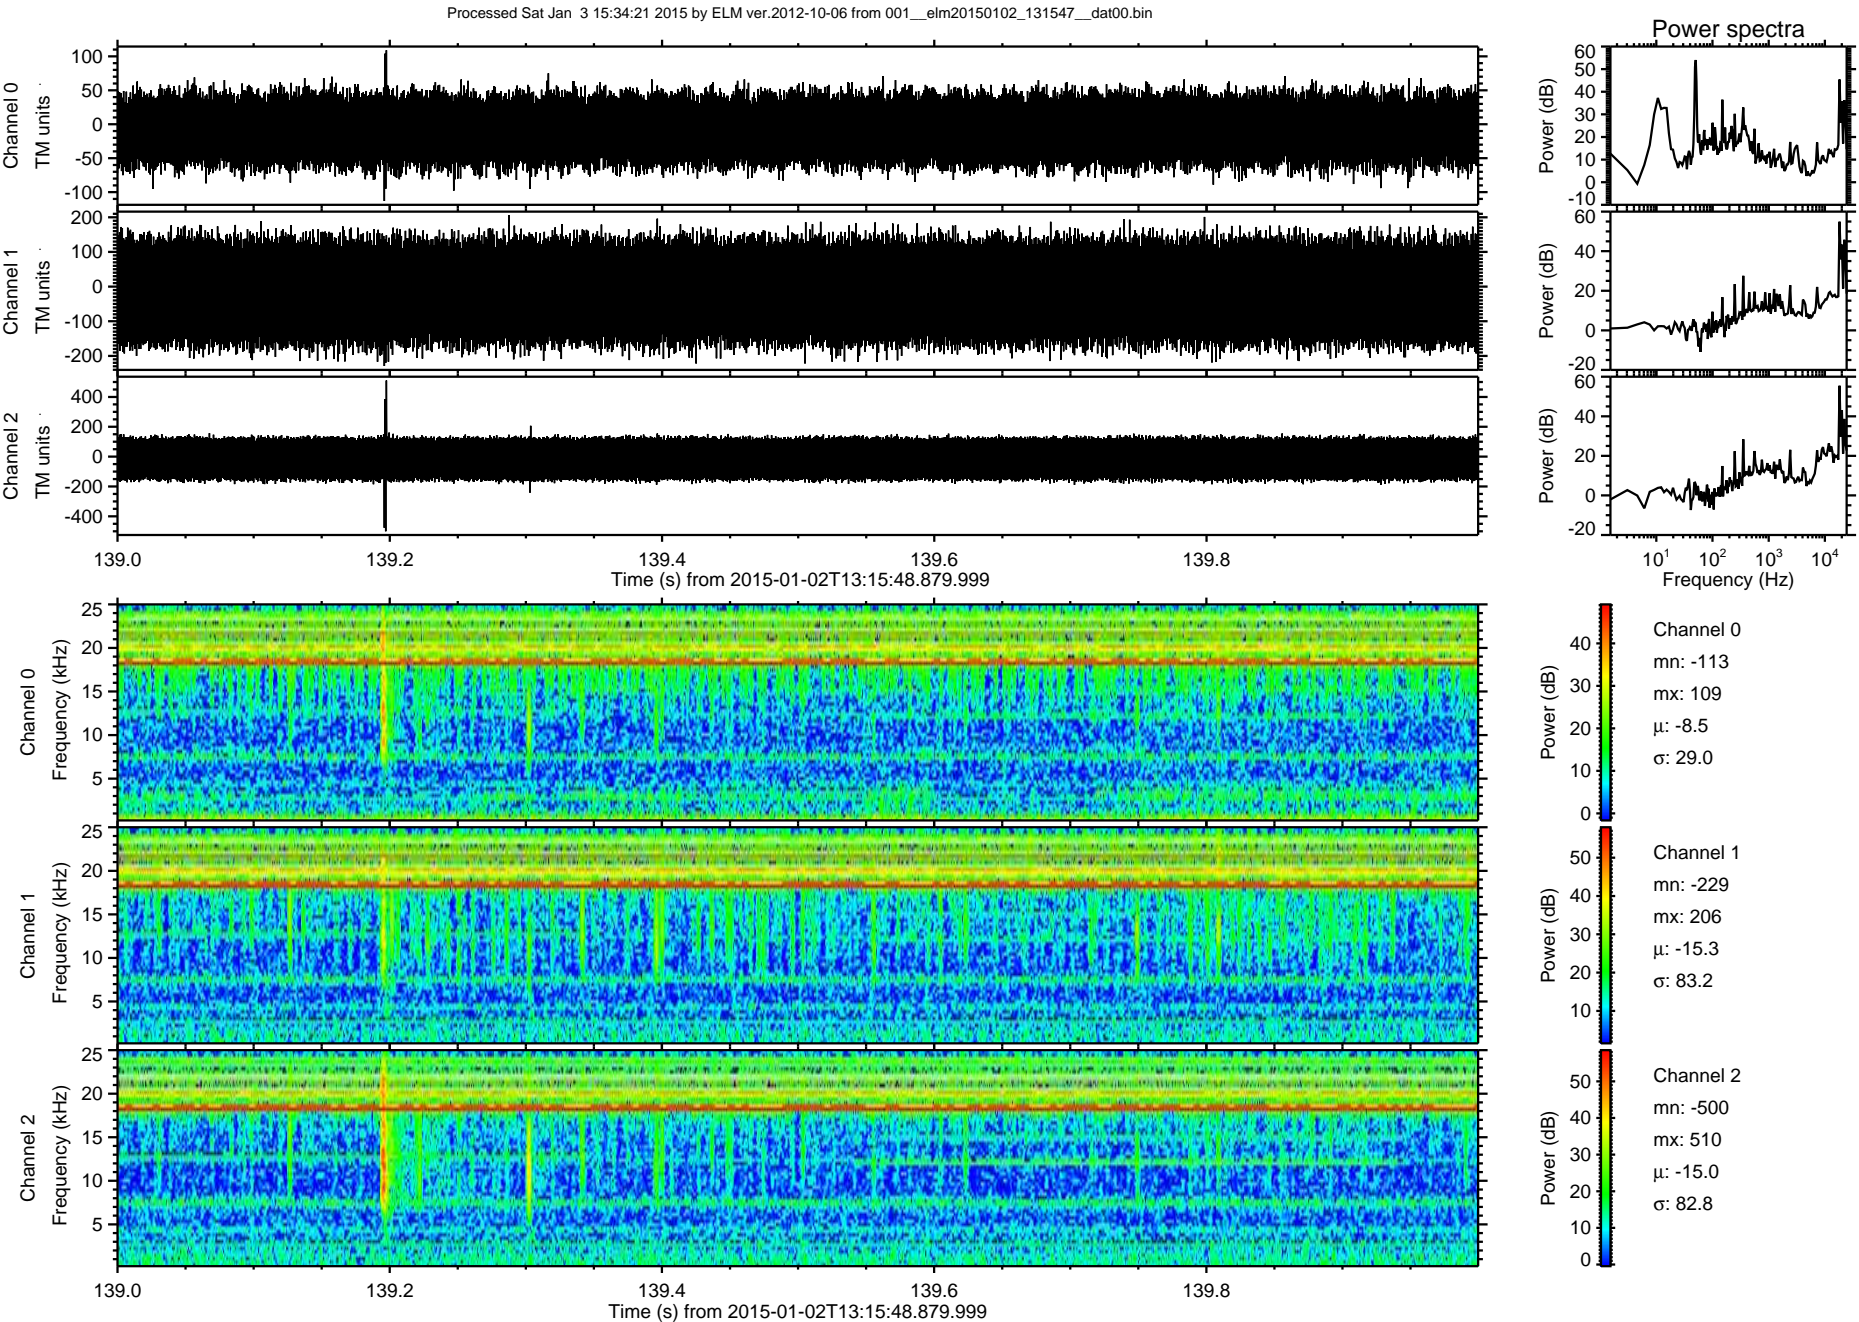 Processed Sat Jan  3 15:34:21 2015 by ELM ver.2012-10-06 from 001__elm20150102_131547__dat00.bin
Power spectra
Channel 0
TM units
100
50
0
-50
-100
Power (dB)
60
50
40
30
20
10
0
-10
Channel 1
TM units
200
100
0
-100
-200
Power (dB)
60
40
20
0
-20
Channel 2
TM units
400
200
0
-200
-400
Power (dB)
60
40
20
0
-20
139.0 139.2 139.4 139.6 139.8
Time (s) from 2015-01-02T13:15:48.879.999
10¹ 10² 10³ 10⁴
Frequency (Hz)
Channel 0
Frequency (kHz)
25
20
15
10
5
Power (dB)
40
30
20
10
0
Channel 0
mn: -113
mx: 109
μ: -8.5
σ: 29.0
Channel 1
Frequency (kHz)
25
20
15
10
5
Power (dB)
50
40
30
20
10
Channel 1
mn: -229
mx: 206
μ: -15.3
σ: 83.2
Channel 2
Frequency (kHz)
25
20
15
10
5
Power (dB)
50
40
30
20
10
0
Channel 2
mn: -500
mx: 510
μ: -15.0
σ: 82.8
139.0 139.2 139.4 139.6 139.8
Time (s) from 2015-01-02T13:15:48.879.999